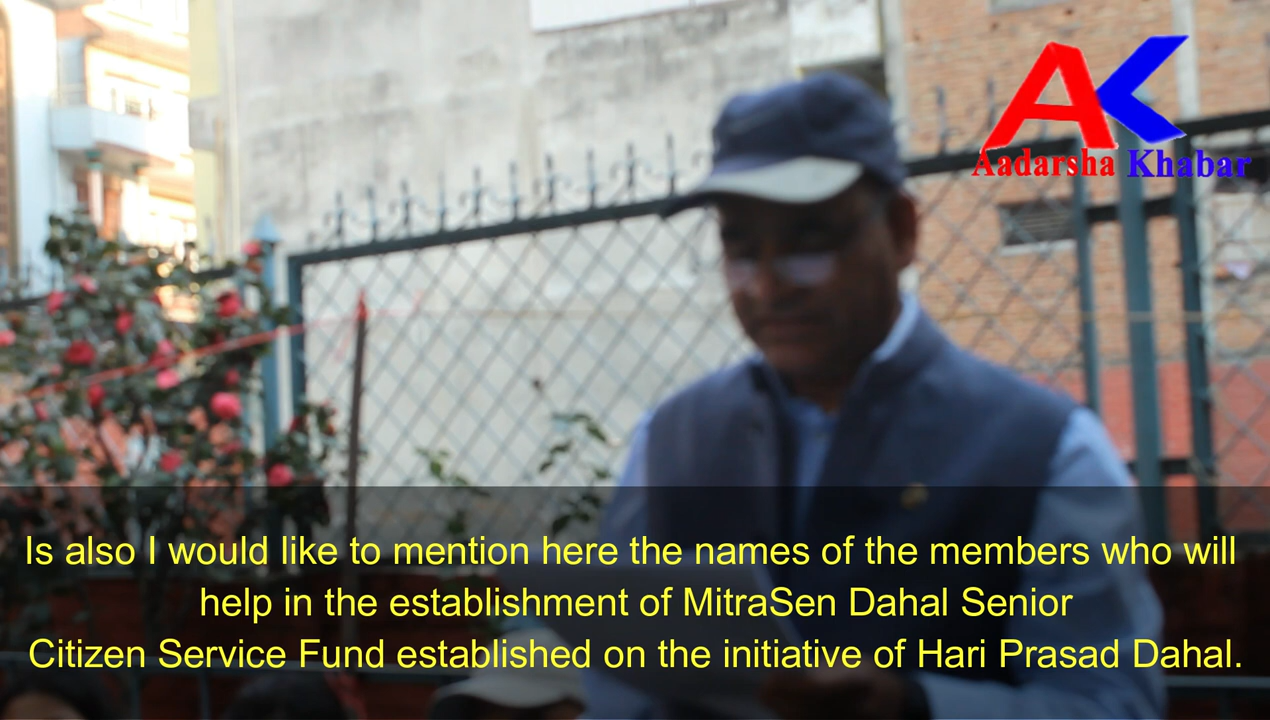 AK
Aadarsha Khabar
Is also I would like to mention here the names of the members who will
help in the establishment of MitraSen Dahal Senior
Citizen Service Fund established on the initiative of Hari Prasad Dahal.